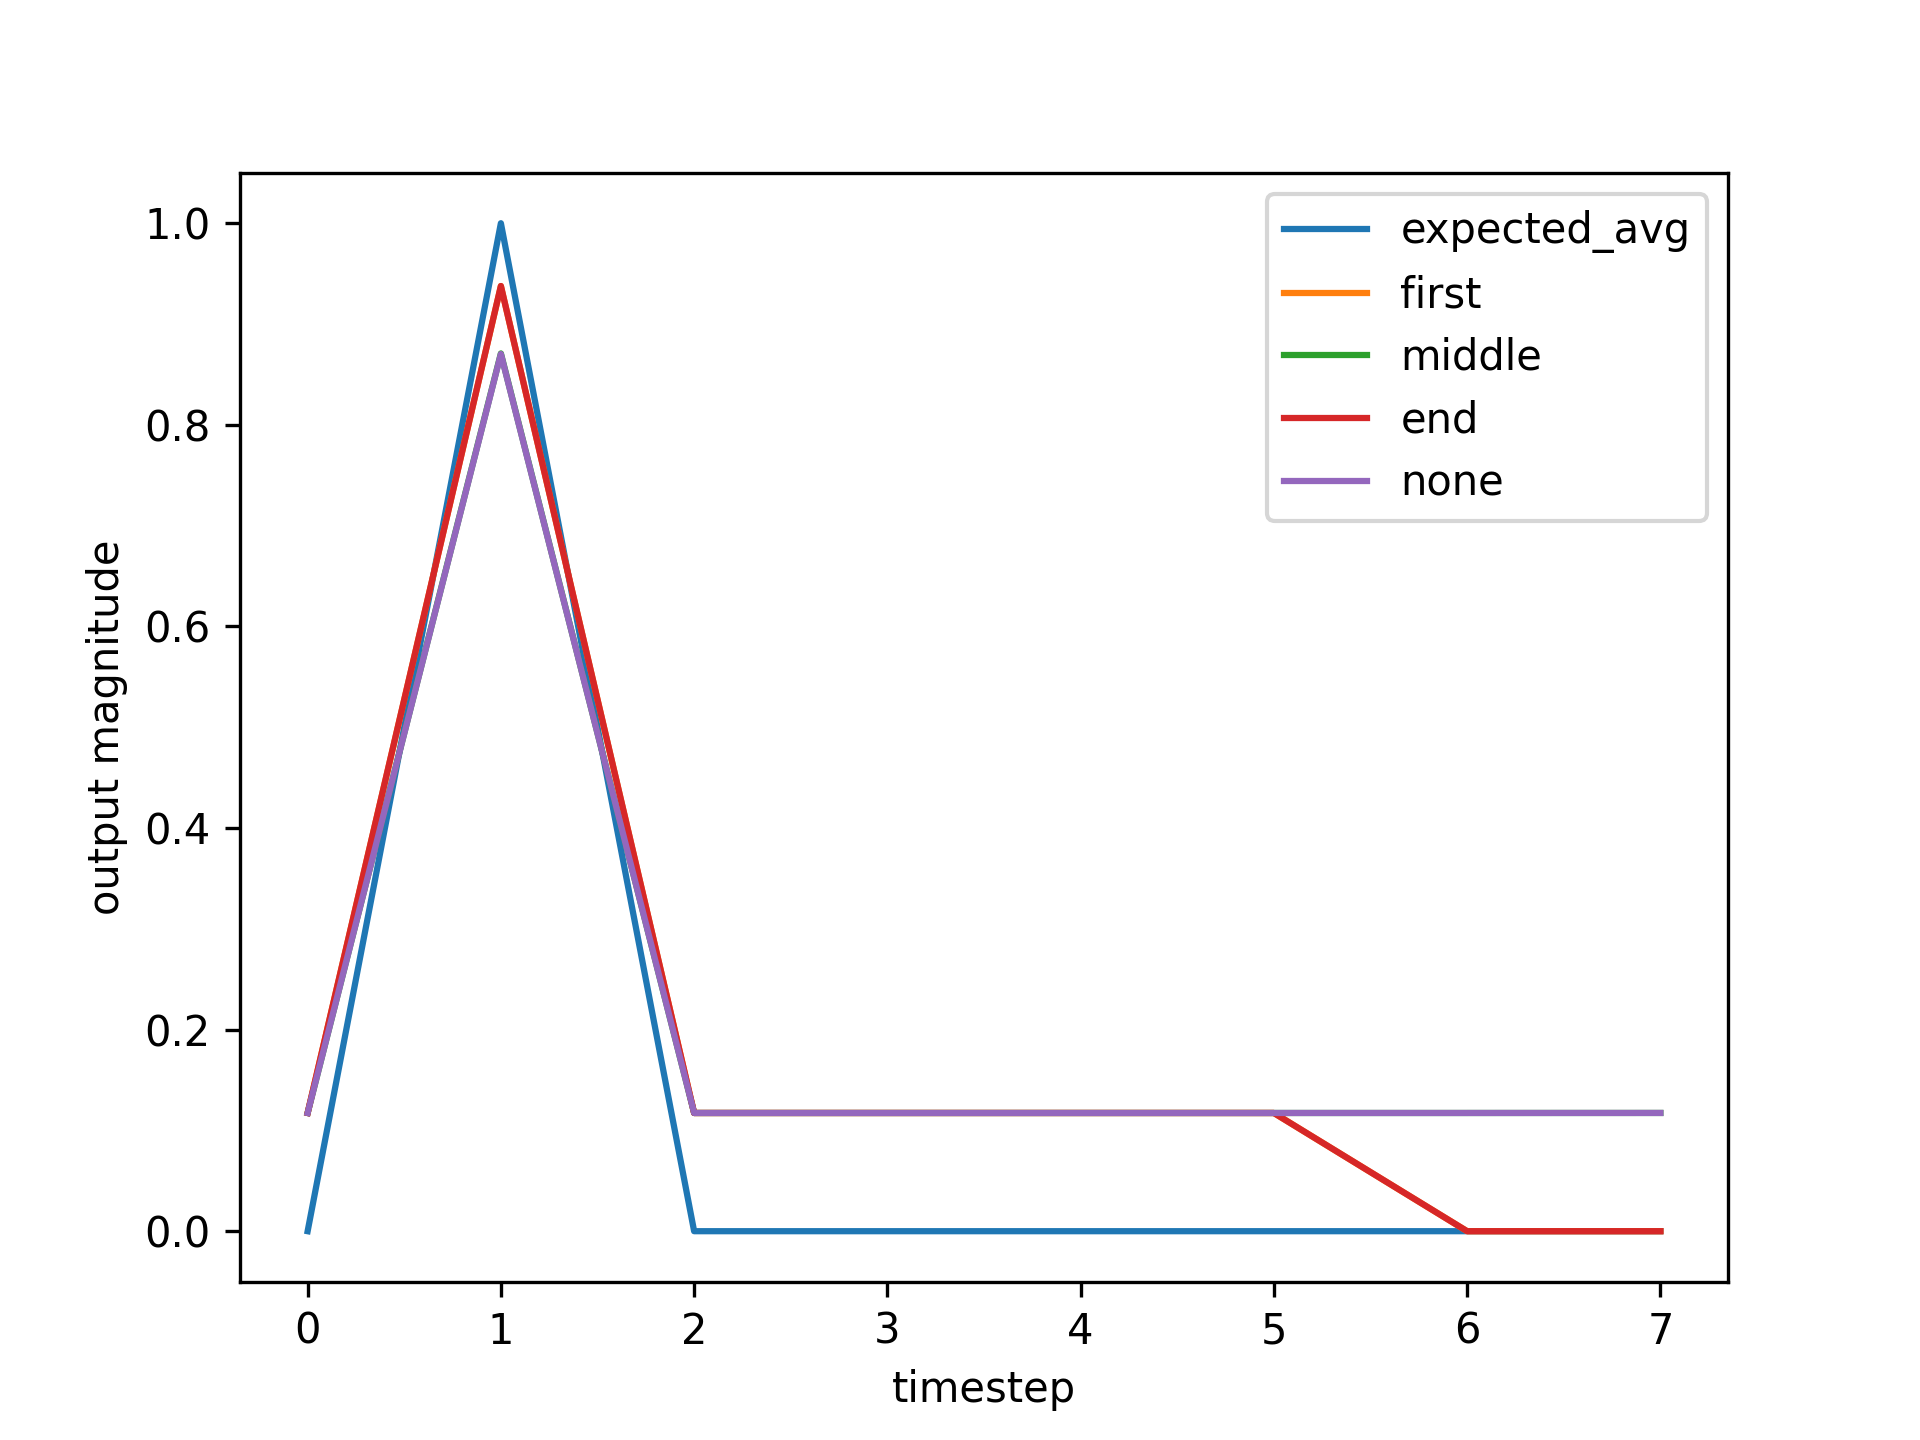 expected_avg
first
middle
end
none
1.0
0.8
0.6
0.4
0.2
0.0
output magnitude
0 1 2 3 4 5 6 7
timestep